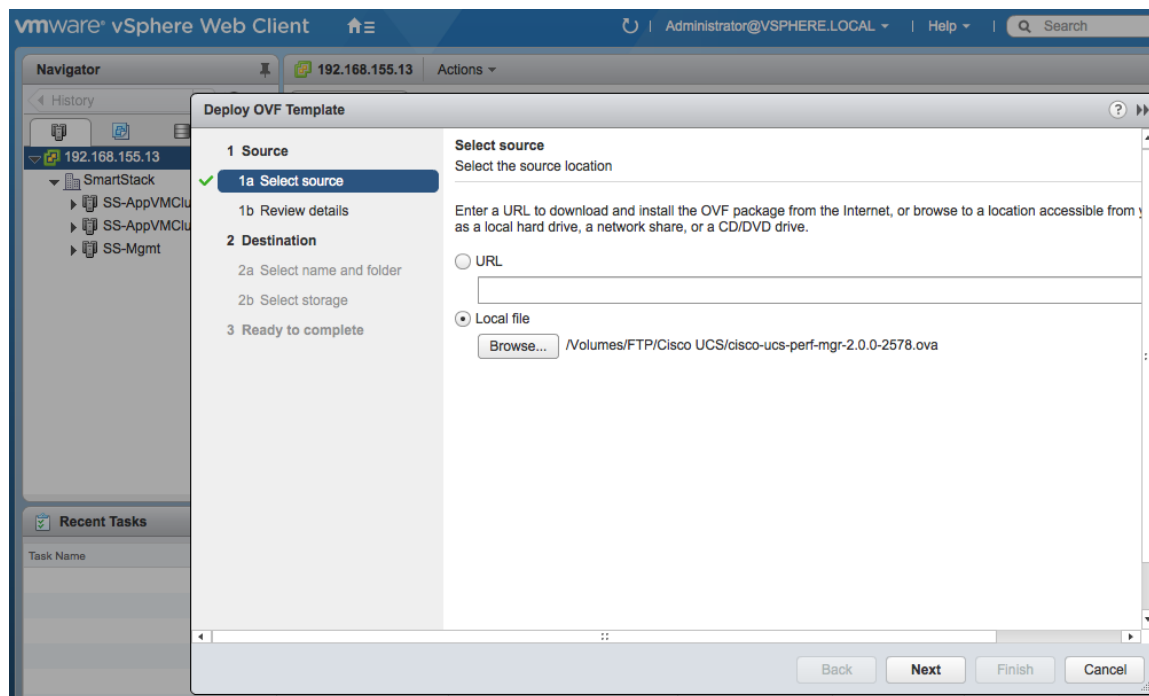 vmware® vSphere Web Client
Administrator@VSPHERE.LOCAL
Help
Search
Navigator
192.168.155.13
Actions
History
192.168.155.13
SmartStack
SS-AppVMClu
SS-AppVMClu
SS-Mgmt
Recent Tasks
Task Name
Deploy OVF Template
1 Source
1a Select source
1b Review details
2 Destination
2a Select name and folder
2b Select storage
3 Ready to complete
Select source
Select the source location
Enter a URL to download and install the OVF package from the Internet, or browse to a location accessible from
as a local hard drive, a network share, or a CD/DVD drive.
URL
Local file
Browse... /Volumes/FTP/Cisco UCS/cisco-ucs-perf-mgr-2.0.0-2578.ova
Back
Next
Finish
Cancel